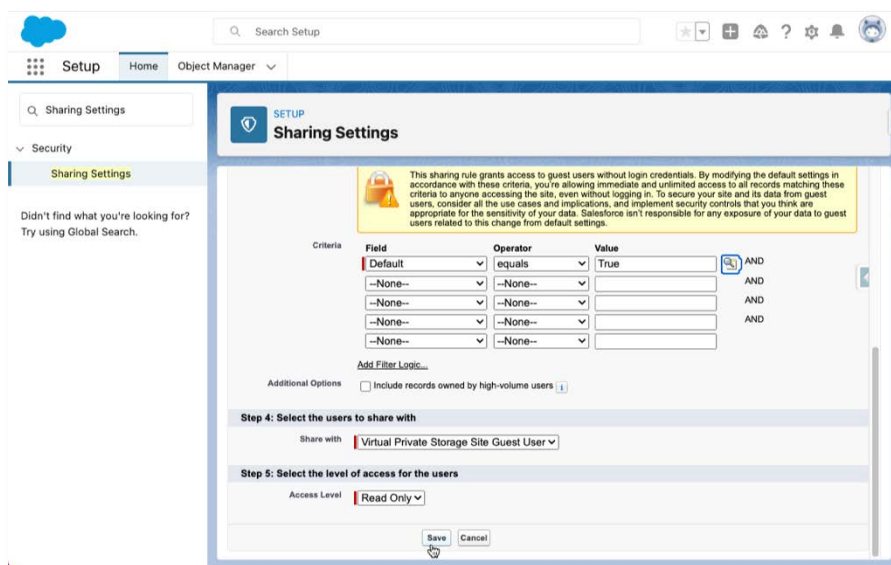 Search Setup
Setup
Home
Object Manager
Sharing Settings
Security
Sharing Settings
Didn't find what you're looking for?
Try using Global Search.
SETUP
Sharing Settings
This sharing rule grants access to guest users without login credentials. By modifying the default settings in
accordance with these criteria, you're allowing immediate and unlimited access to all records matching these
criteria to anyone accessing the site, even without logging in. To secure your site and its data from guest
users, consider all the use cases and implications, and implement security controls that you think are
appropriate for the sensitivity of your data. Salesforce isn't responsible for any exposure of your data to guest
users related to this change from default settings.
Criteria
Field Operator Value
Default equals True AND
--None-- --None-- AND
--None-- --None-- AND
--None-- --None-- AND
--None-- --None--
Add Filter Logic...
Additional Options Include records owned by high-volume users i
Step 4: Select the users to share with
Share with Virtual Private Storage Site Guest User
Step 5: Select the level of access for the users
Access Level Read Only
Save Cancel